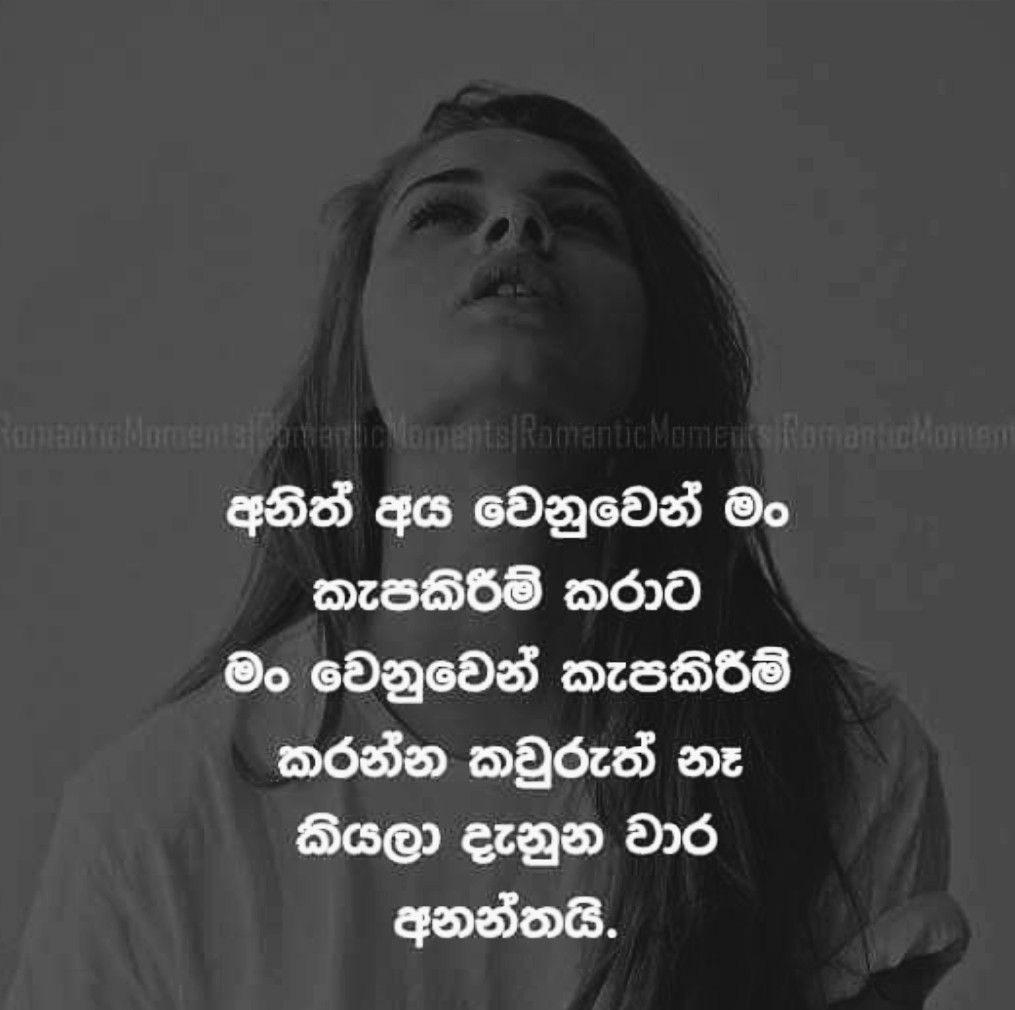 RomanticMoments|RomanticMoments|RomanticMoments|RomanticMoment
අනිත් අය වෙනුවෙන් මං
කැපකිරීම් කරාට
මං වෙනුවෙන් කැපකිරීම්
කරන්න කවුරුත් නෑ
කියලා දැනුන වාර
අනන්තයි.